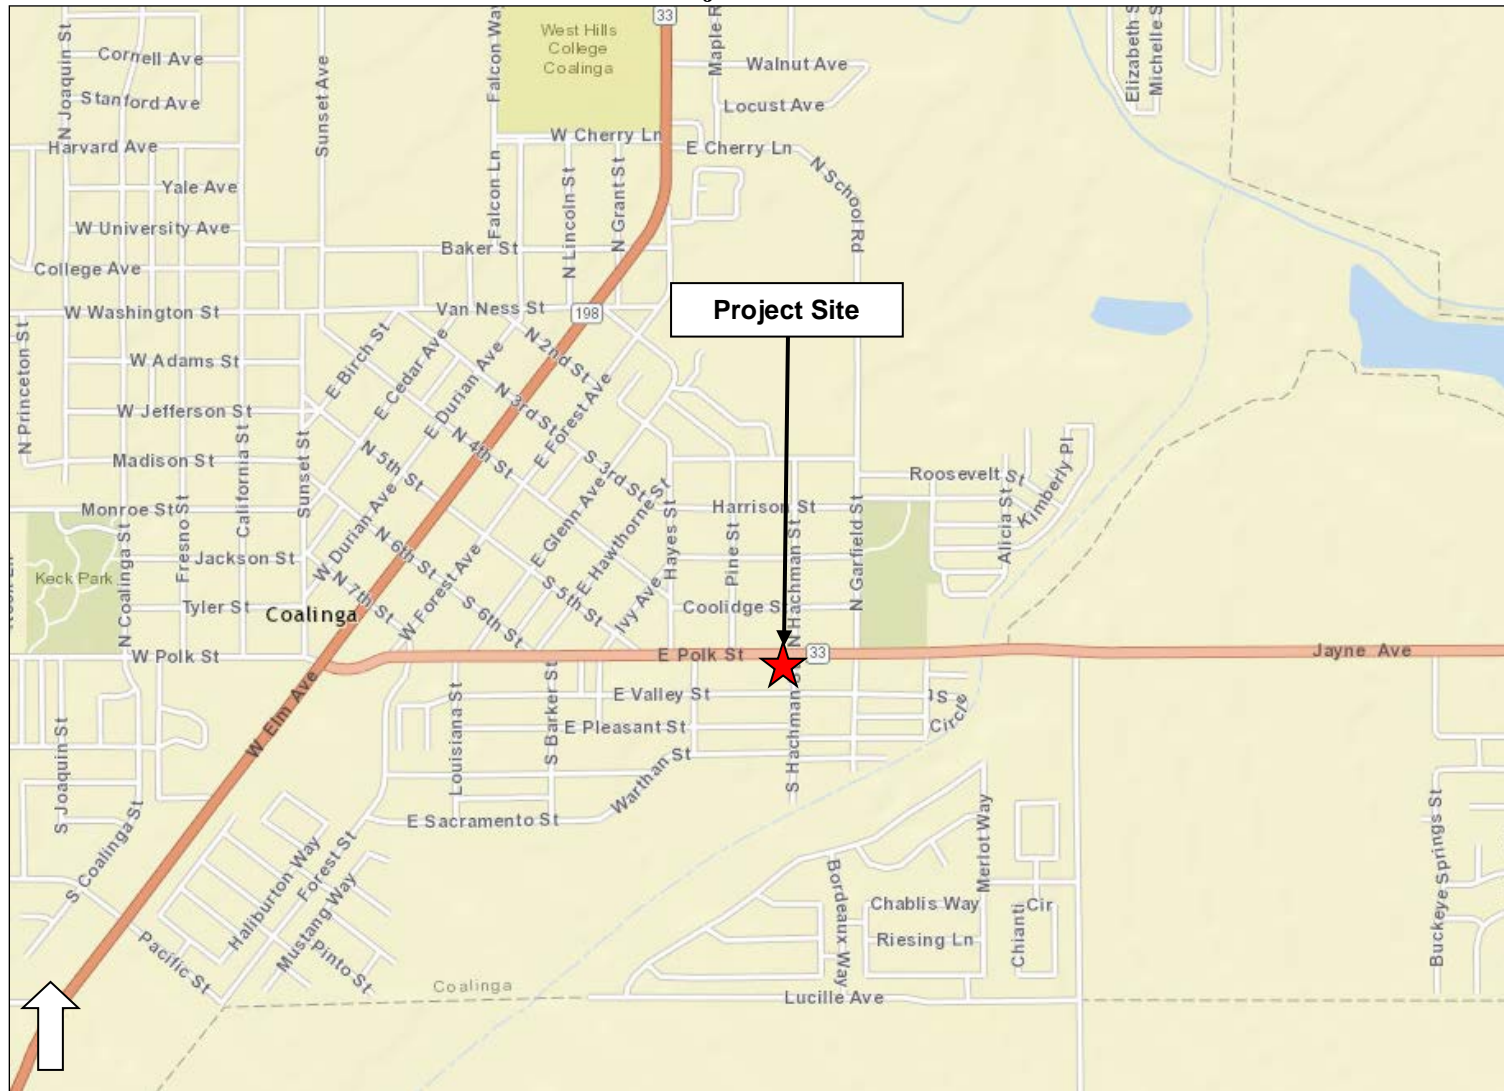 33
West Hills
College
Coalinga
N Joaquin St
Cornell Ave
Stanford Ave
Sunset Ave
Falcon Way
Walnut Ave
Locust Ave
Elizabeth S
Michelle S
Maple R
Harvard Ave
W Cherry Ln
E Cherry Ln
N School Rd
Yale Ave
Falcon Ln
N Lincoln St
N Grant St
W University Ave
Baker St
College Ave
W Washington St
Van Ness St
198
Project Site
N Princeton St
W Adams St
E Birch St
E Cedar Ave
E Durian Ave
N 2nd St
N 3rd St
E Forest Ave
W Jefferson St
N 4th St
S 3rd St
Madison St
California St
Sunset St
N 5th St
Roosevelt St
Kimberly Pl
Alicia St
Monroe St
Fresno St
N Coalinga St
W Durian Ave
E Glenn Ave
E Hawthorne St
Hayes St
Harrison St
Pine St
N Hachman St
N Garfield St
Jackson St
N 6th St
Keck Park
N 7th St
W Forest Ave
S 6th St
S 5th St
Ivy Ave
Coolidge S
Tyler St
Coalinga
W Polk St
E Polk St
33
Jayne Ave
W Elm Ave
Louisiana St
S Barker St
E Valley St
E Pleasant St
S Hachman S
1S
Circle
Warthan St
S Joaquin St
S Coalinga St
E Sacramento St
Merlot Way
Buckeye Springs St
Haliburton Way
Forest St
Mustang Way
Pinto St
Pacific St
Bordeaux Way
Chablis Way
Chianti
Cir
Riesing Ln
Coalinga
Lucille Ave